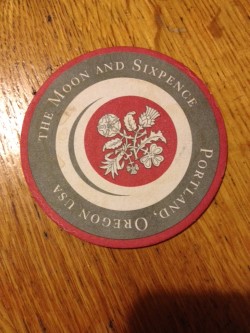 THE MOON AND SIXPENCE
PORTLAND, OREGON USA